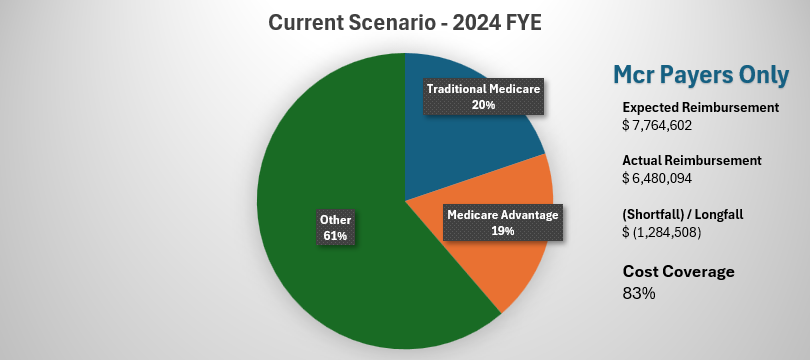 Current Scenario - 2024 FYE
Traditional Medicare
20%
Medicare Advantage
19%
Other
61%
Mcr Payers Only
Expected Reimbursement
$ 7,764,602
Actual Reimbursement
$ 6,480,094
(Shortfall) / Longfall
$ (1,284,508)
Cost Coverage
83%